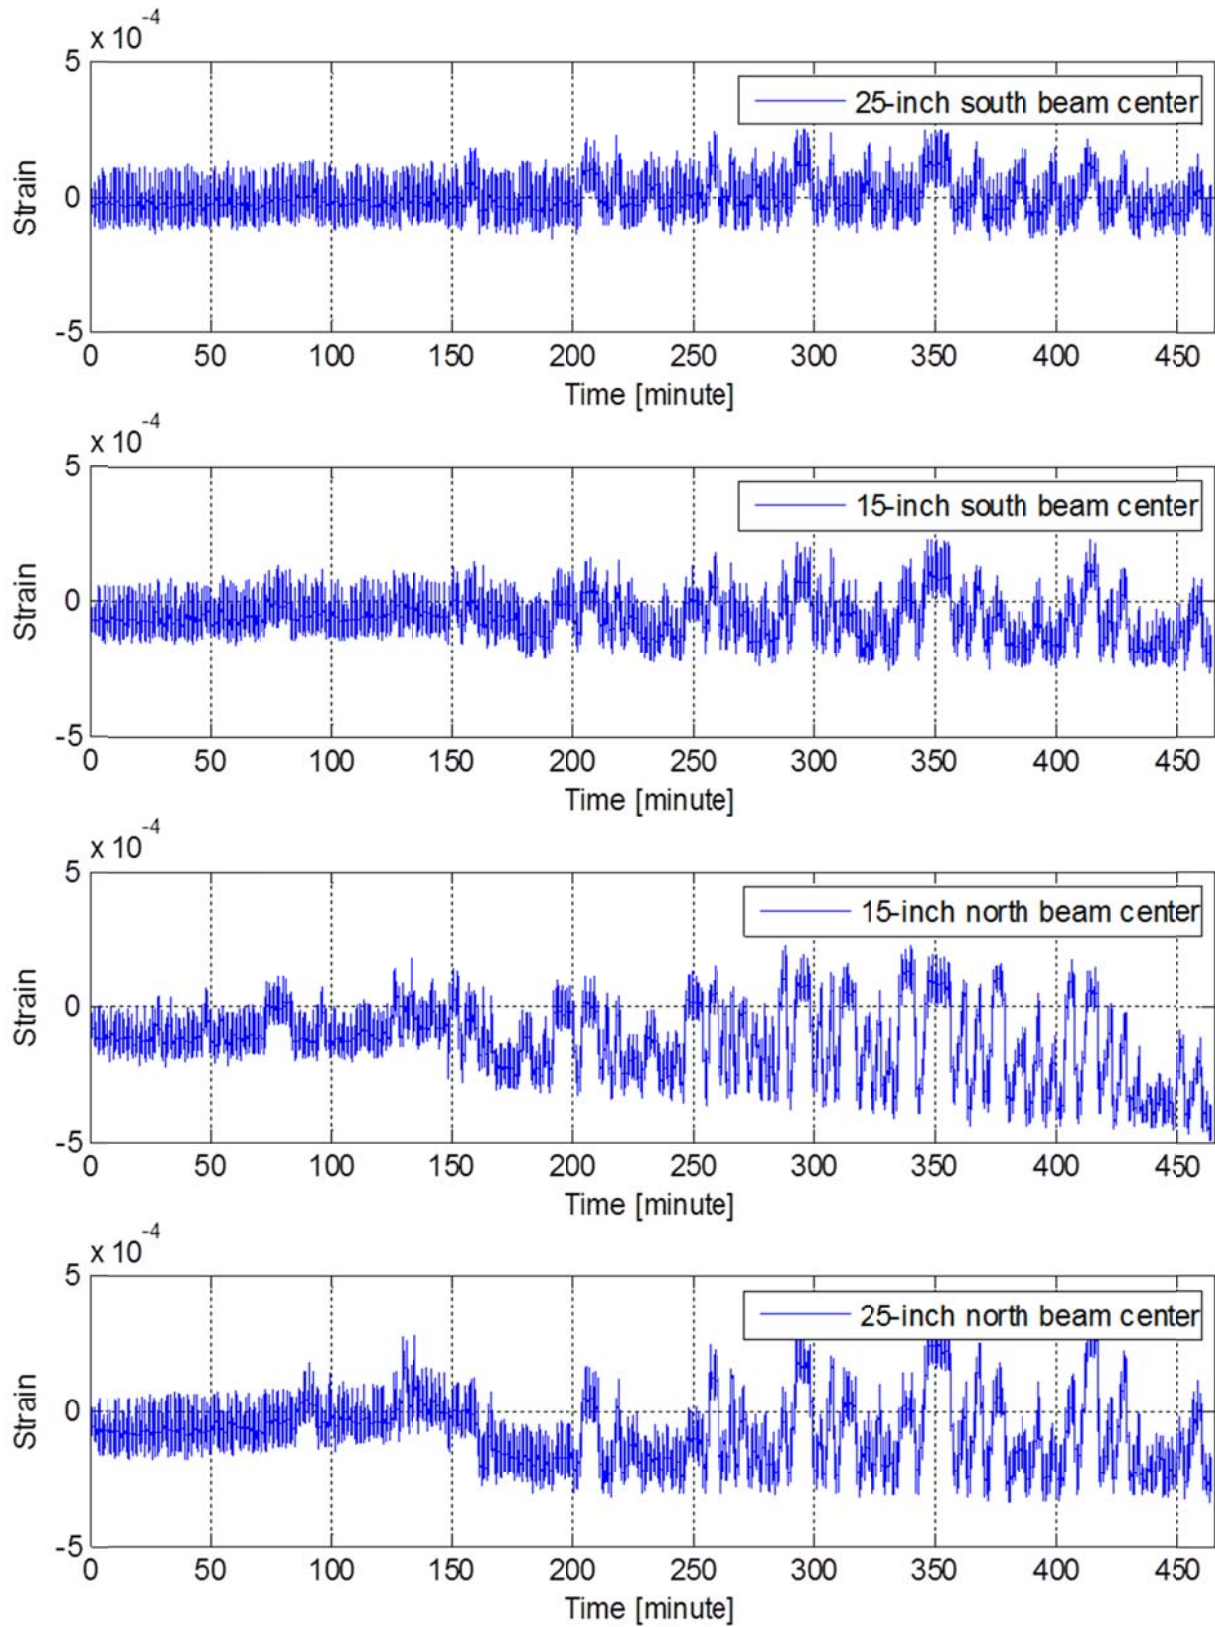 x 10-4
5
25-inch south beam center
Strain
0
-5
0 50 100 150 200 250 300 350 400 450
Time [minute]
x 10-4
5
15-inch south beam center
Strain
0
-5
0 50 100 150 200 250 300 350 400 450
Time [minute]
x 10-4
5
15-inch north beam center
Strain
0
-5
0 50 100 150 200 250 300 350 400 450
Time [minute]
x 10-4
5
25-inch north beam center
Strain
0
-5
0 50 100 150 200 250 300 350 400 450
Time [minute]